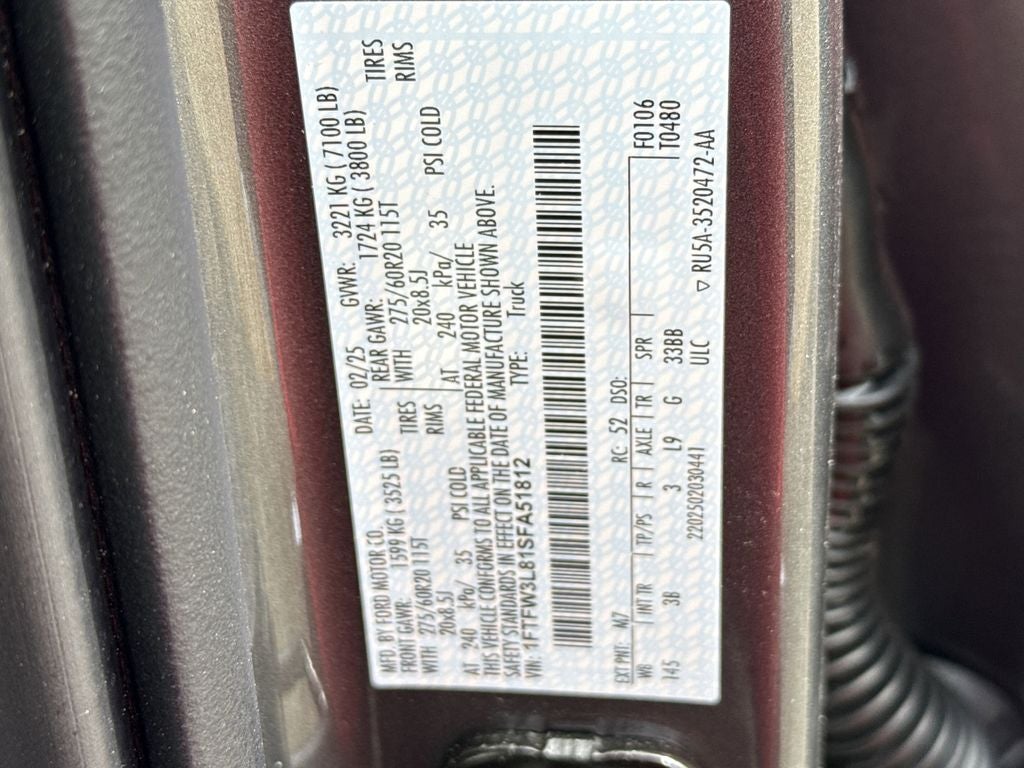 MFD. BY FORD MOTOR CO. DATE: 02/25 GVWR: 3221 KG ( 7100 LB)
FRONT GAWR: 1599 KG ( 3525 LB) REAR GAWR: 1724 KG ( 3800 LB)
WITH 275/60R20 115T TIRES WITH 275/60R20 115T TIRES
20x8.5J RIMS 20x8.5J RIMS
AT 240 kPa/ 35 PSI COLD AT 240 kPa/ 35 PSI COLD
THIS VEHICLE CONFORMS TO ALL APPLICABLE FEDERAL MOTOR VEHICLE
SAFETY STANDARDS IN EFFECT ON THE DATE OF MANUFACTURE SHOWN ABOVE.
VIN: 1FTFW3L81SFA51812 TYPE: Truck
EXT PNT: M7 RC: 52 DSO: F0106
WB INT TR TP/PS R AXLE TR SPR T0480
145 3B 3 L9 G 33BB
2202502030441 ULC ▽ RU5A-3520472-AA